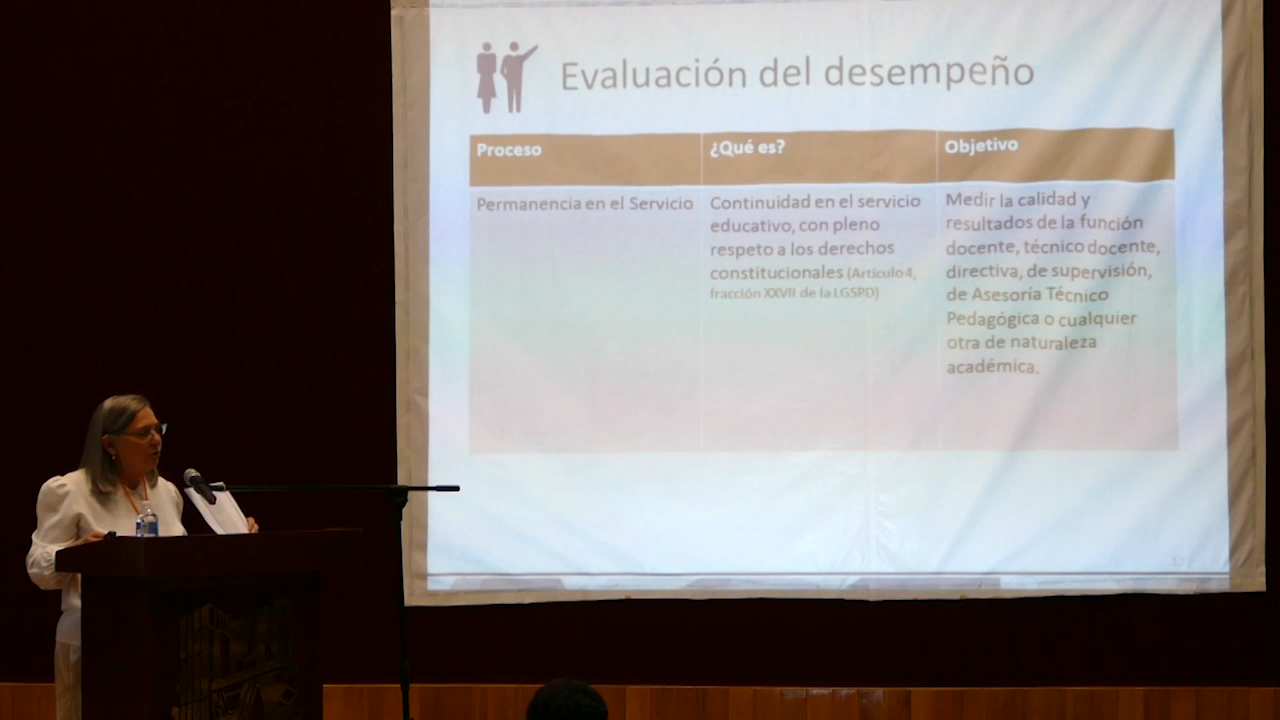 Evaluación del desempeño
Proceso
¿Qué es?
Objetivo
Permanencia en el Servicio
Continuidad en el servicio
educativo, con pleno
respeto a los derechos
constitucionales (Artículo 4,
fracción XXVII de la LGSPD)
Medir la calidad y
resultados de la función
docente, técnico docente,
directiva, de supervisión,
de Asesoría Técnico
Pedagógica o cualquier
otra de naturaleza
académica.